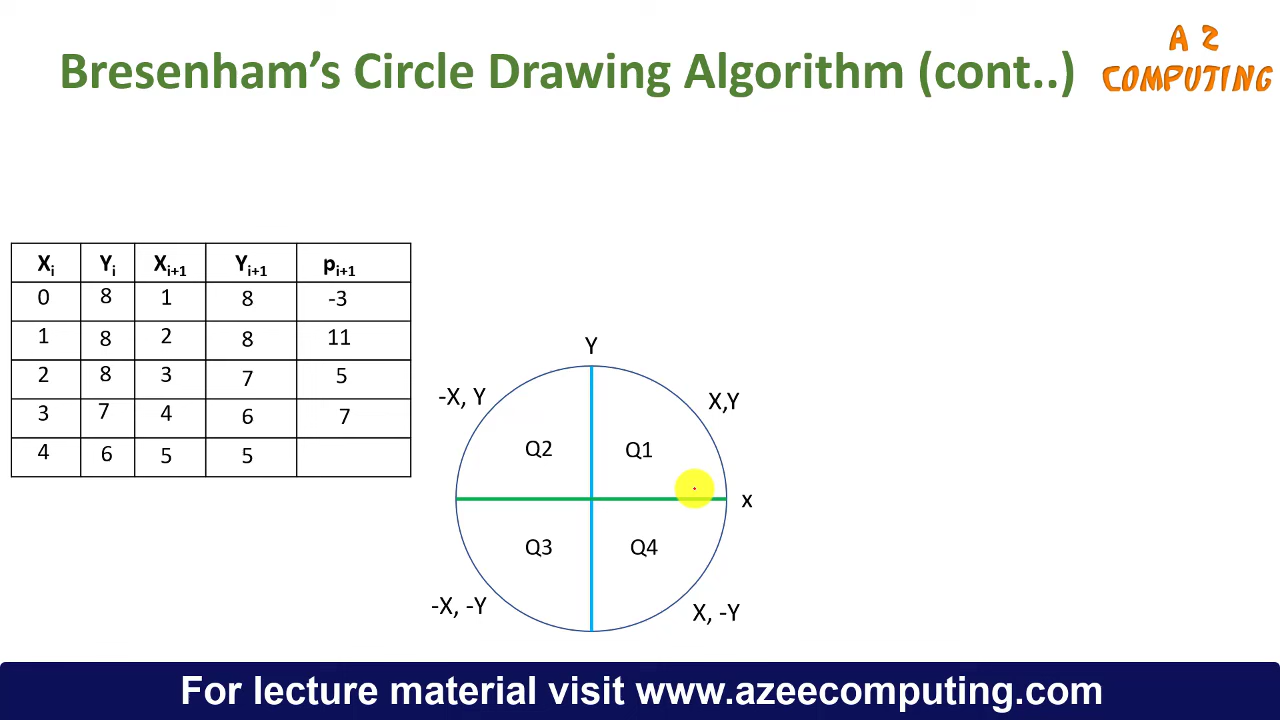 Bresenham's Circle Drawing Algorithm (cont..)
A Z
COMPUTING
Xi Yi Xi+1 Yi+1 pi+1
0 8 1 8 -3
1 8 2 8 11
2 8 3 7 5
3 7 4 6 7
4 6 5 5
Y
-X, Y X,Y
Q2 Q1
x
Q3 Q4
-X, -Y X, -Y
For lecture material visit www.azeecomputing.com